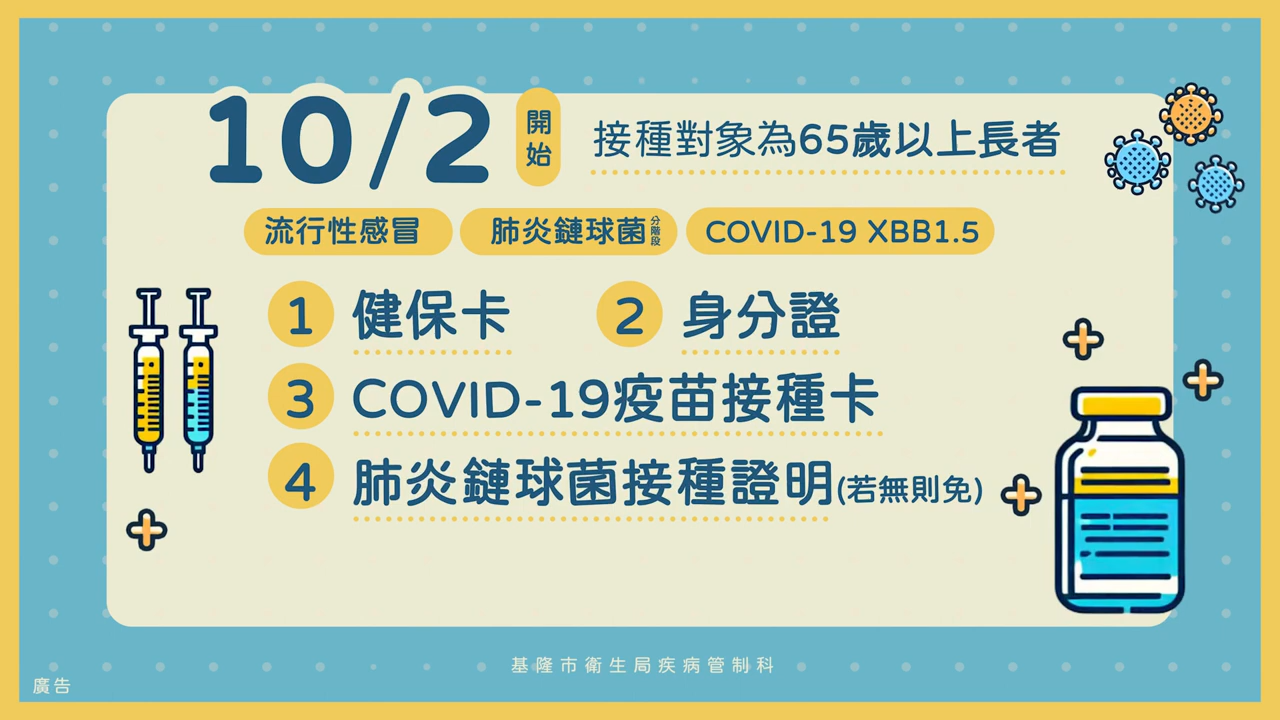 10/2 開始 接種對象為65歲以上長者
流行性感冒 肺炎鏈球菌分階段 COVID-19 XBB1.5
1 健保卡 2 身分證
3 COVID-19疫苗接種卡
4 肺炎鏈球菌接種證明(若無則免)
基隆市衛生局疾病管制科
廣告